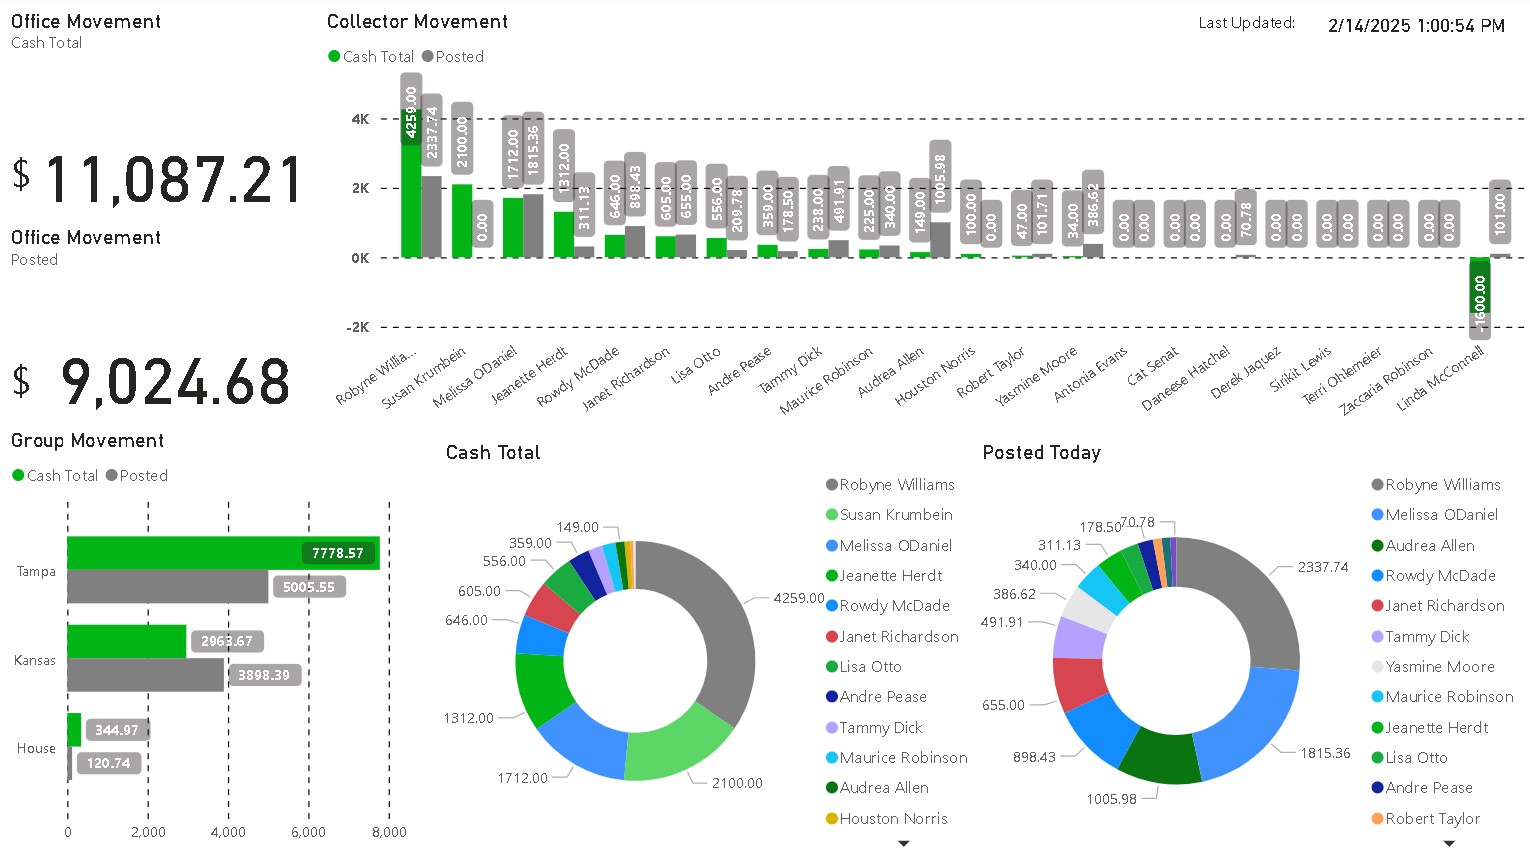 Office Movement
Cash Total
$ 11,087.21
Office Movement
Posted
$ 9,024.68
Collector Movement
Last Updated: 2/14/2025 1:00:54 PM
Cash Total Posted
4K
2K
0K
-2K
4259.00
2337.74
2100.00
0.00
1712.00
1815.36
1312.00
311.13
646.00
898.43
605.00
655.00
556.00
209.78
359.00
178.50
238.00
491.91
225.00
340.00
149.00
1005.98
100.00
0.00
47.00
101.71
34.00
386.62
0.00
0.00
0.00
0.00
0.00
70.78
0.00
0.00
0.00
0.00
0.00
0.00
0.00
0.00
-1600.00
101.00
Robyne Willia...
Susan Krumbein
Melissa ODaniel
Jeanette Herdt
Rowdy McDade
Janet Richardson
Lisa Otto
Andre Pease
Tammy Dick
Maurice Robinson
Audrea Allen
Houston Norris
Robert Taylor
Yasmine Moore
Antonia Evans
Cat Senat
Daneese Hatchel
Derek Jaquez
Sirikit Lewis
Terri Ohlemeier
Zaccaria Robinson
Linda McConnell
Group Movement
Cash Total Posted
Tampa
7778.57
5005.55
Kansas
2963.67
3898.39
House
344.97
120.74
0 2,000 4,000 6,000 8,000
Cash Total
149.00
359.00
556.00
605.00
646.00
1312.00
1712.00
2100.00
4259.00
Robyne Williams
Susan Krumbein
Melissa ODaniel
Jeanette Herdt
Rowdy McDade
Janet Richardson
Lisa Otto
Andre Pease
Tammy Dick
Maurice Robinson
Audrea Allen
Houston Norris
Posted Today
70.78
178.50
311.13
340.00
386.62
491.91
655.00
898.43
1005.98
1815.36
2337.74
Robyne Williams
Melissa ODaniel
Audrea Allen
Rowdy McDade
Janet Richardson
Tammy Dick
Yasmine Moore
Maurice Robinson
Jeanette Herdt
Lisa Otto
Andre Pease
Robert Taylor